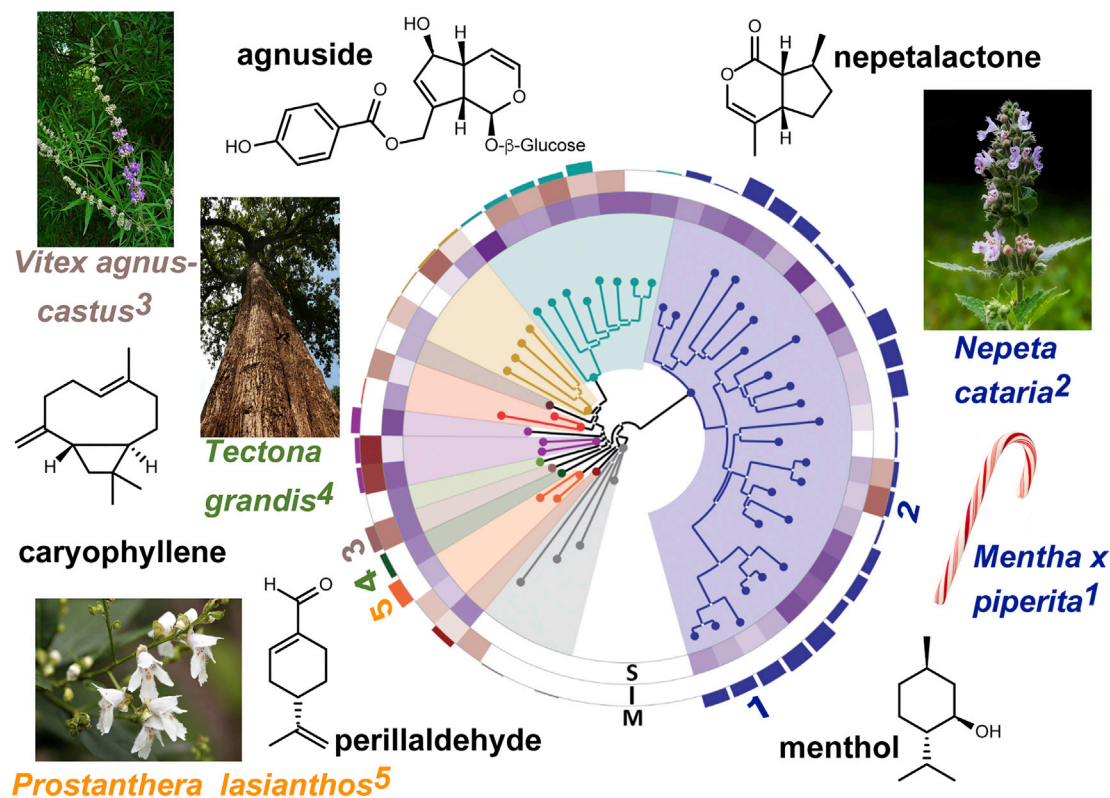 agnuside
HO
H
O
O
HO
O
H
O-β-Glucose
O
H
O
H
nepetalactone
Vitex agnus-
castus3
Nepeta
cataria2
Tectona
grandis4
H
H
caryophyllene
2
3
4
5
Mentha x
piperita1
H
O
S
I
M
1
perillaldehyde
menthol
OH
Prostanthera lasianthos5